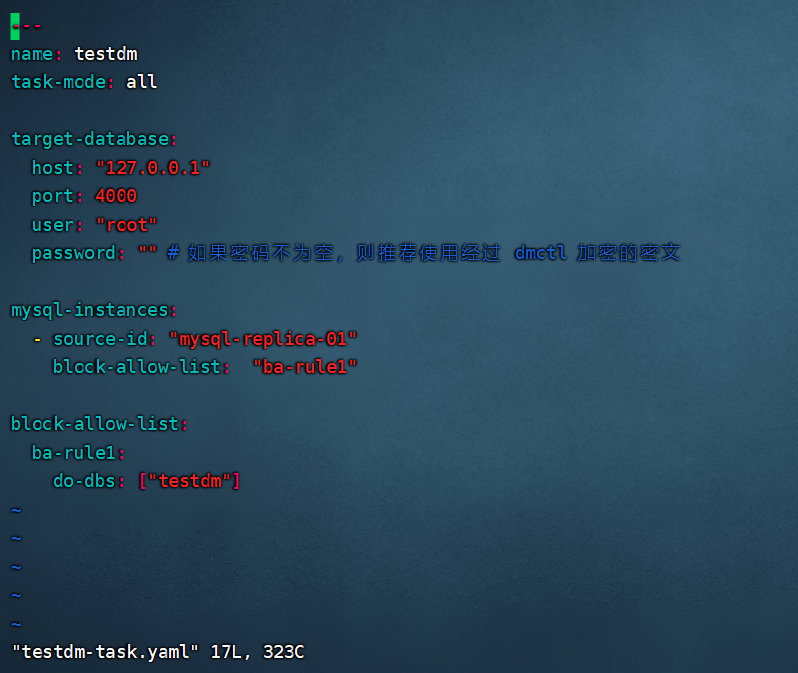 ---
name: testdm
task-mode: all
target-database:
  host: "127.0.0.1"
  port: 4000
  user: "root"
  password: "" # 如果密码不为空，则推荐使用经过 dmctl 加密的密文
mysql-instances:
  - source-id: "mysql-replica-01"
    block-allow-list:  "ba-rule1"
block-allow-list:
  ba-rule1:
    do-dbs: ["testdm"]
~
~
~
~
~
"testdm-task.yaml" 17L, 323C